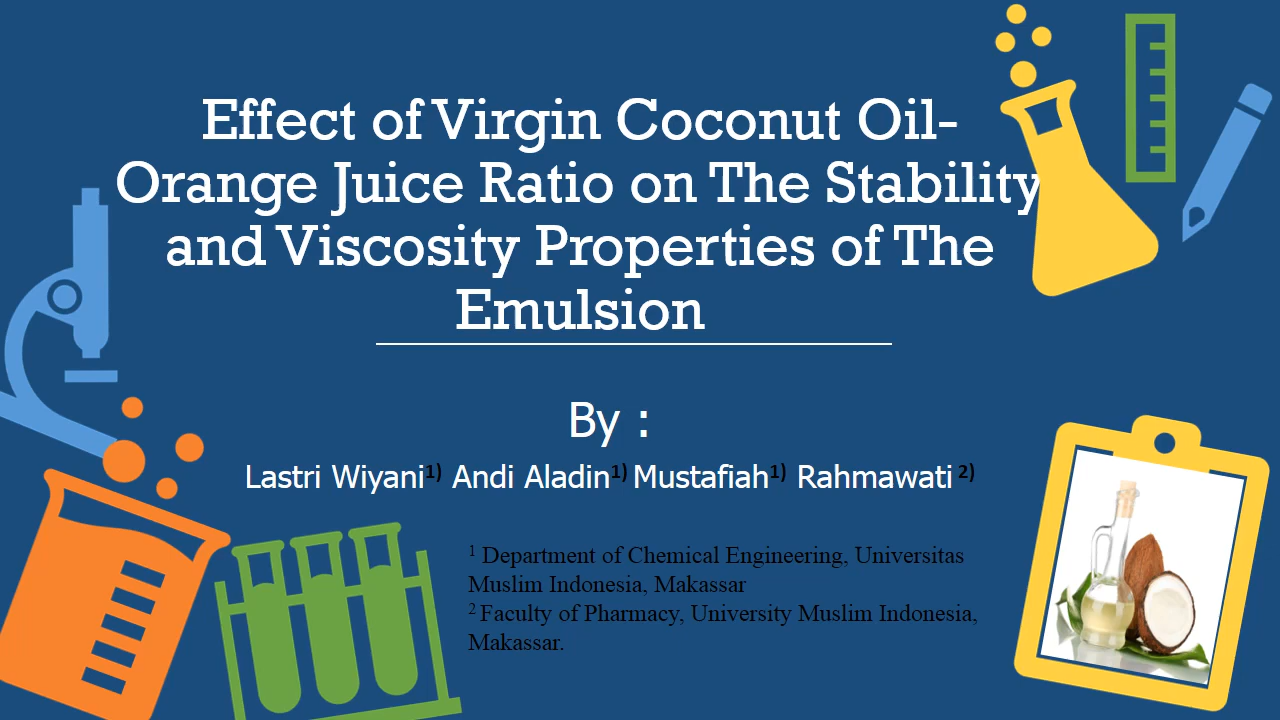 Effect of Virgin Coconut Oil-
Orange Juice Ratio on The Stability
and Viscosity Properties of The
Emulsion
By :
Lastri Wiyani1) Andi Aladin1) Mustafiah1) Rahmawati 2)
1 Department of Chemical Engineering, Universitas
Muslim Indonesia, Makassar
2 Faculty of Pharmacy, University Muslim Indonesia,
Makassar.